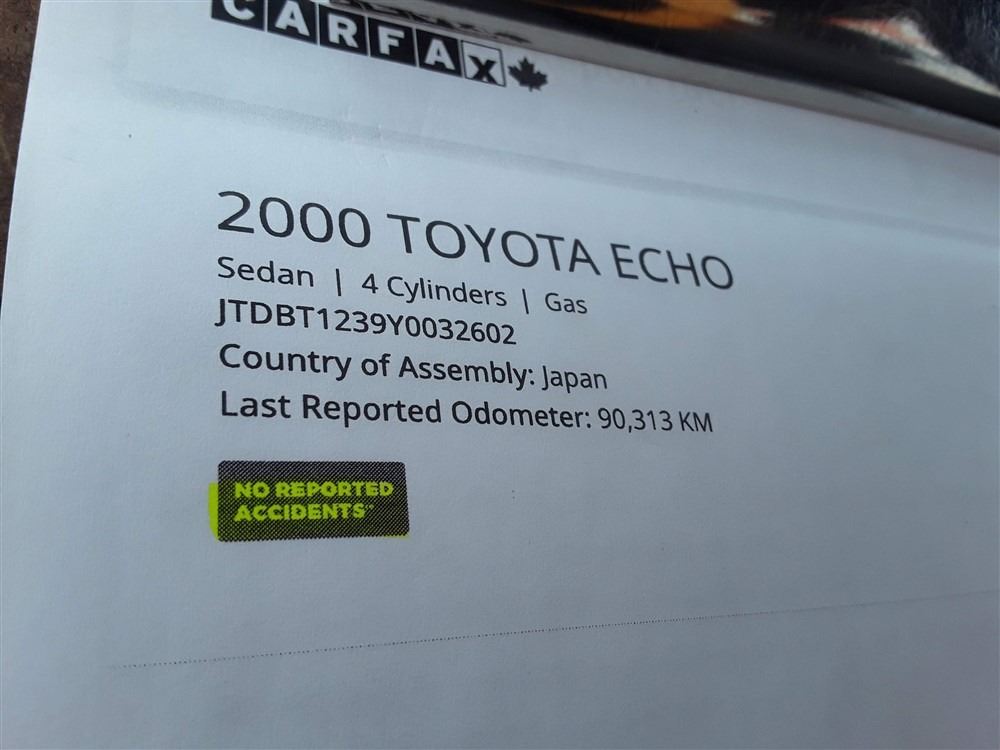 CARFAX
2000 TOYOTA ECHO
Sedan | 4 Cylinders | Gas
JTDBT1239Y0032602
Country of Assembly: Japan
Last Reported Odometer: 90,313 KM
NO REPORTED
ACCIDENTS™